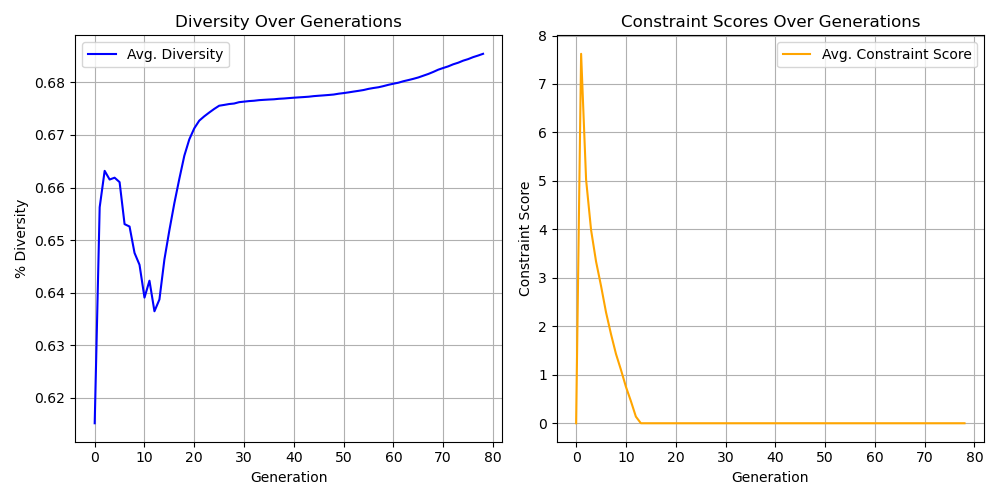 Diversity Over Generations
Avg. Diversity
% Diversity
0.68
0.67
0.66
0.65
0.64
0.63
0.62
0 10 20 30 40 50 60 70 80
Generation
Constraint Scores Over Generations
Avg. Constraint Score
Constraint Score
8
7
6
5
4
3
2
1
0
0 10 20 30 40 50 60 70 80
Generation